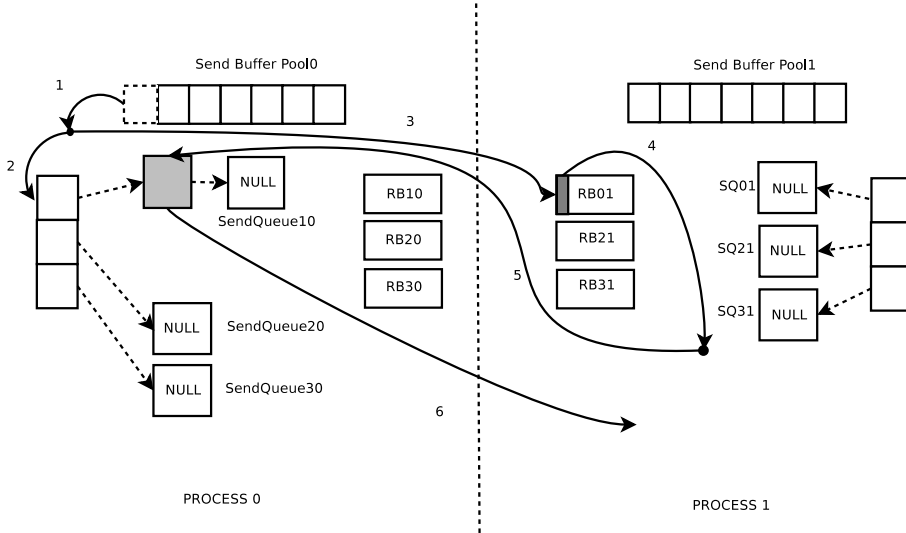 Send Buffer Pool0
Send Buffer Pool1
1
3
2
4
NULL
SendQueue10
RB10
RB20
RB30
RB01
RB21
RB31
SQ01
NULL
SQ21
NULL
SQ31
NULL
5
NULL
SendQueue20
NULL
SendQueue30
6
PROCESS 0
PROCESS 1